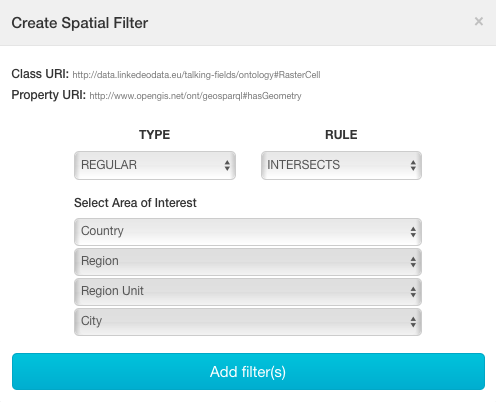 Create Spatial Filter ×
Class URI: http://data.linkedeodata.eu/talking-fields/ontology#RasterCell
Property URI: http://www.opengis.net/ont/geosparql#hasGeometry
TYPE RULE
REGULAR INTERSECTS
Select Area of Interest
Country
Region
Region Unit
City
Add filter(s)